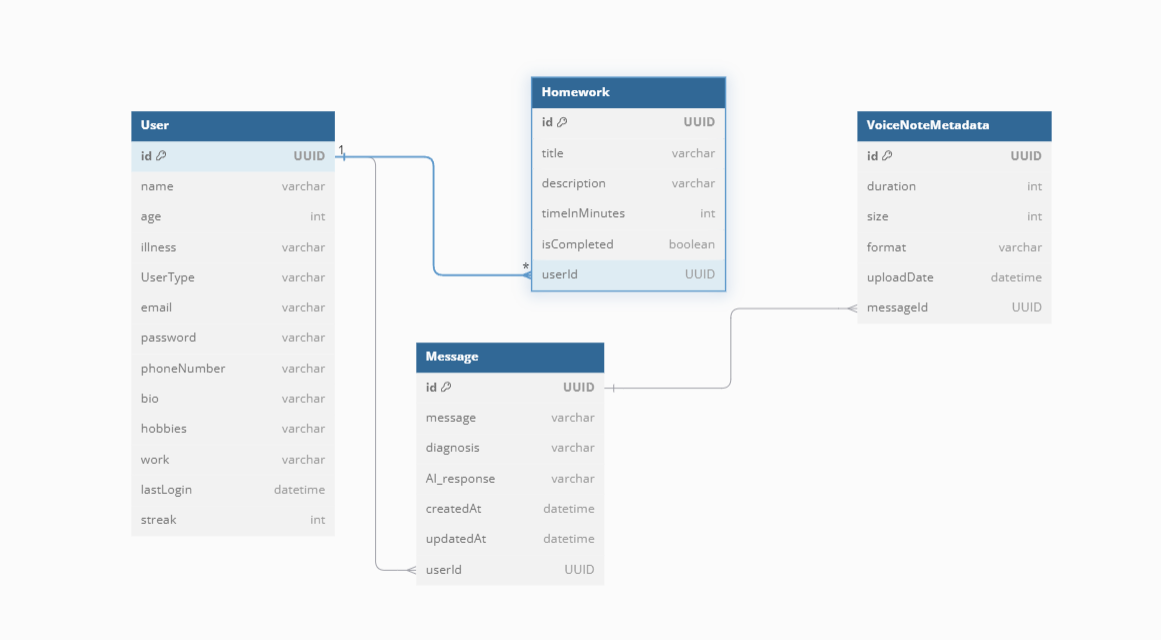 User
id UUID
name varchar
age int
illness varchar
UserType varchar
email varchar
password varchar
phoneNumber varchar
bio varchar
hobbies varchar
work varchar
lastLogin datetime
streak int
1
*
Homework
id UUID
title varchar
description varchar
timeInMinutes int
isCompleted boolean
userId UUID
Message
id UUID
message varchar
diagnosis varchar
AI_response varchar
createdAt datetime
updatedAt datetime
userId UUID
VoiceNoteMetadata
id UUID
duration int
size int
format varchar
uploadDate datetime
messageId UUID